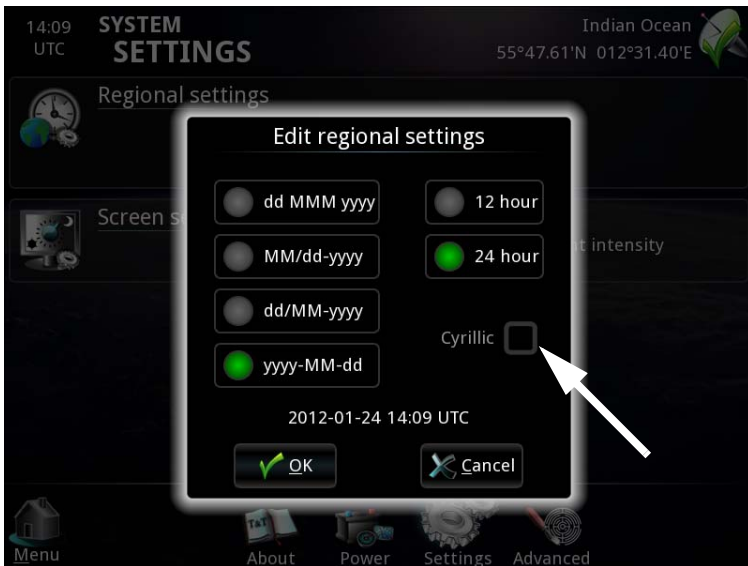 14:09
UTC
SYSTEM
SETTINGS
Indian Ocean
55°47.61'N 012°31.40'E
Regional settings
Edit regional settings
dd MMM yyyy
12 hour
Screen s
MM/dd-yyyy
24 hour
t intensity
dd/MM-yyyy
Cyrillic
yyyy-MM-dd
2012-01-24 14:09 UTC
OK
Cancel
T&T
Menu
About
Power
Settings
Advanced